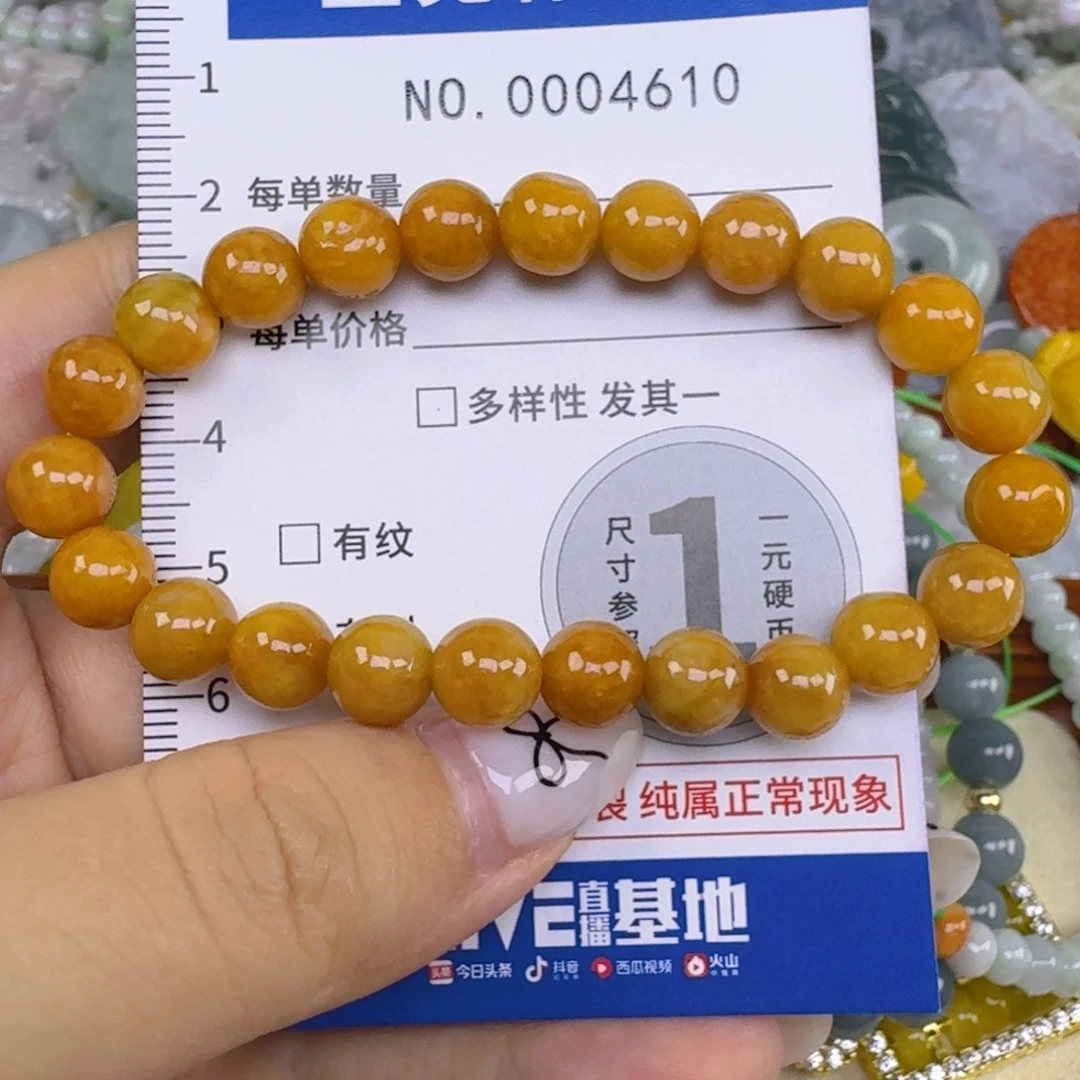 1
NO. 0004610
2 每单数量
每单价格
多样性 发其一
4
有纹
尺寸参
1
一元硬币
5
6
纯属正常现象
直播基地
今日头条 抖音 西瓜视频 火山